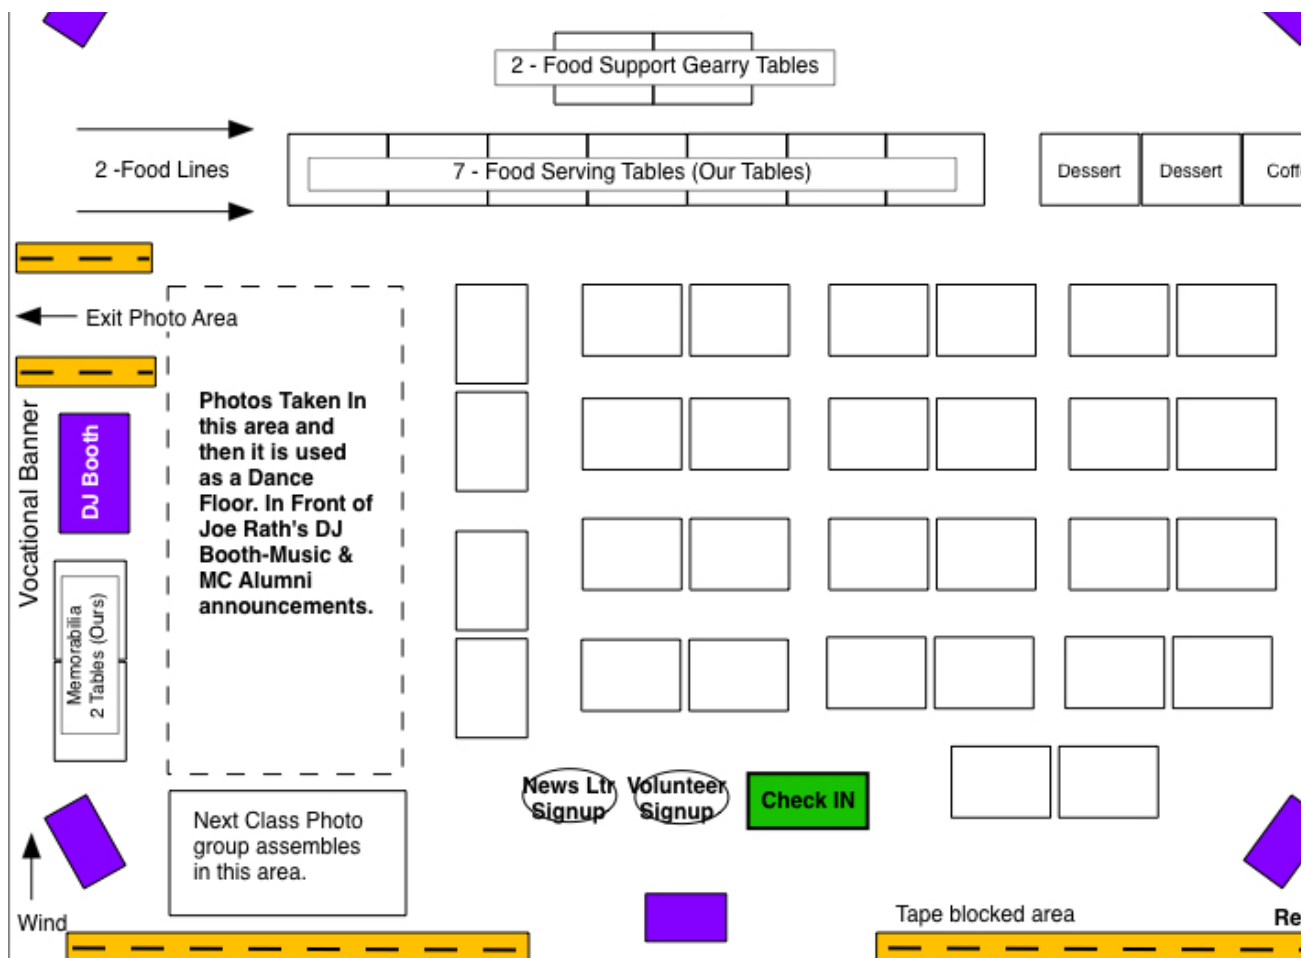 2 - Food Support Gearry Tables
2 -Food Lines
7 - Food Serving Tables (Our Tables)
Dessert
Dessert
Coff
Exit Photo Area
Photos Taken In
this area and
then it is used
as a Dance
Floor. In Front of
Joe Rath's DJ
Booth-Music &
MC Alumni
announcements.
Vocational Banner
DJ Booth
Memorabillia
2 Tables (Ours)
News Ltr
Signup
Volunteer
Signup
Check IN
Next Class Photo
group assembles
in this area.
Wind
Tape blocked area
Re